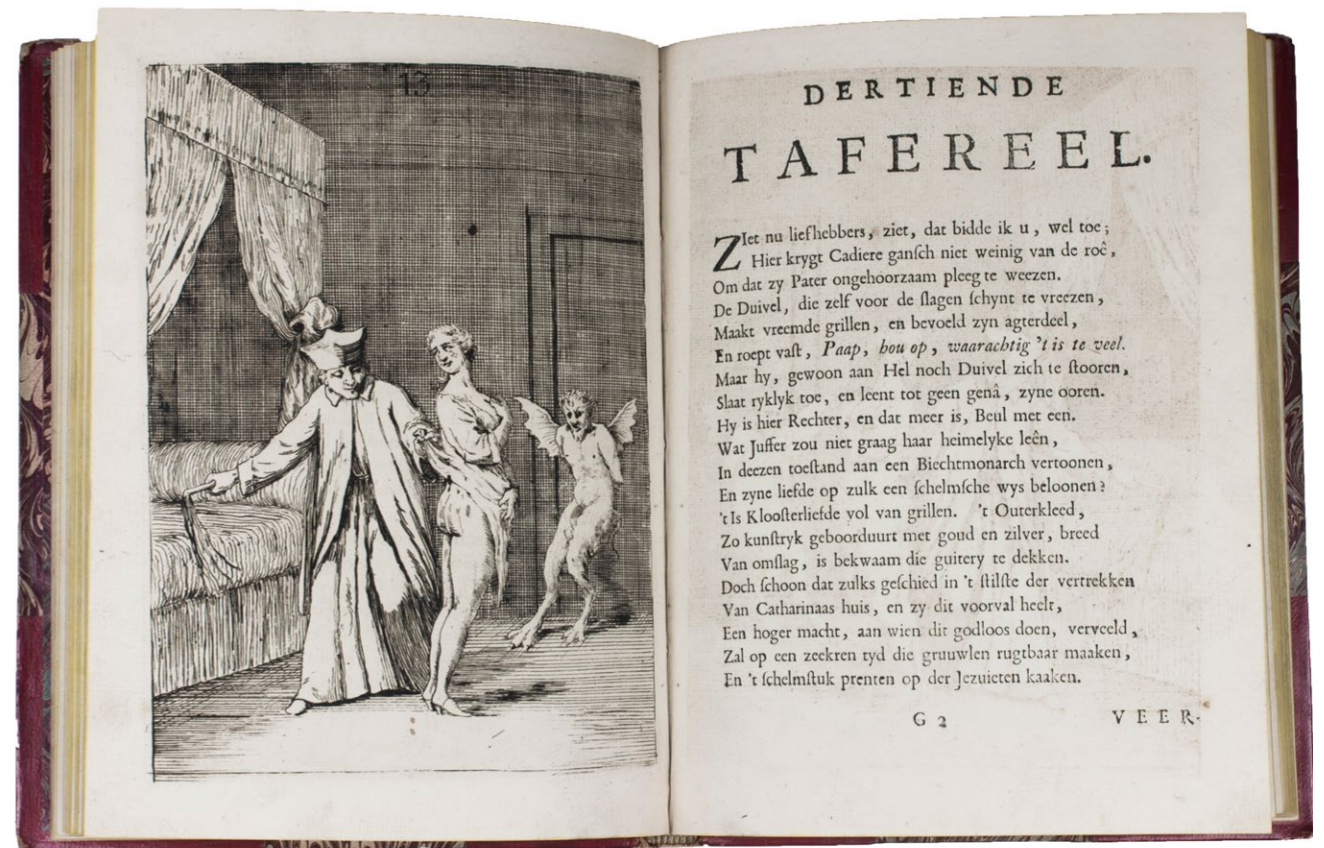 13
DERTIENDE
TAFEREEL.
ZIet nu liefhebbers, ziet, dat bidde ik u, wel toe;
Hier krygt Cadiere ganſch niet weinig van de roê,
Om dat zy Pater ongehoorzaam pleeg te weezen.
De Duivel, die zelf voor de ſlagen ſchynt te vreezen,
Maakt vreemde grillen, en bevoeld zyn agterdeel,
En roept vaſt, Paap, hou op, waarachtig 't is te veel.
Maar hy, gewoon aan Hel noch Duivel zich te ſtooren,
Slaat ryklyk toe, en leent tot geen genâ, zyne ooren.
Hy is hier Rechter, en dat meer is, Beul met een.
Wat Juffer zou niet graag haar heimelyke leên,
In deezen toeſtand aan een Biechtmonarch vertoonen,
En zyne liefde op zulk een ſchelmſche wys beloonen?
't Is Klooſterliefde vol van grillen. 't Outerkleed,
Zo kunſtryk geboorduurt met goud en zilver, breed
Van omſlag, is bekwaam die guitery te dekken.
Doch ſchoon dat zulks geſchied in 't ſtilſte der vertrekken
Van Catharinaas huis, en zy dit voorval heelt,
Een hoger macht, aan wien dit godloos doen, verveeld,
Zal op een zeekren tyd die gruuwlen rugtbaar maaken,
En 't ſchelmſtuk prenten op der Jezuieten kaaken.
G 2 VEER-